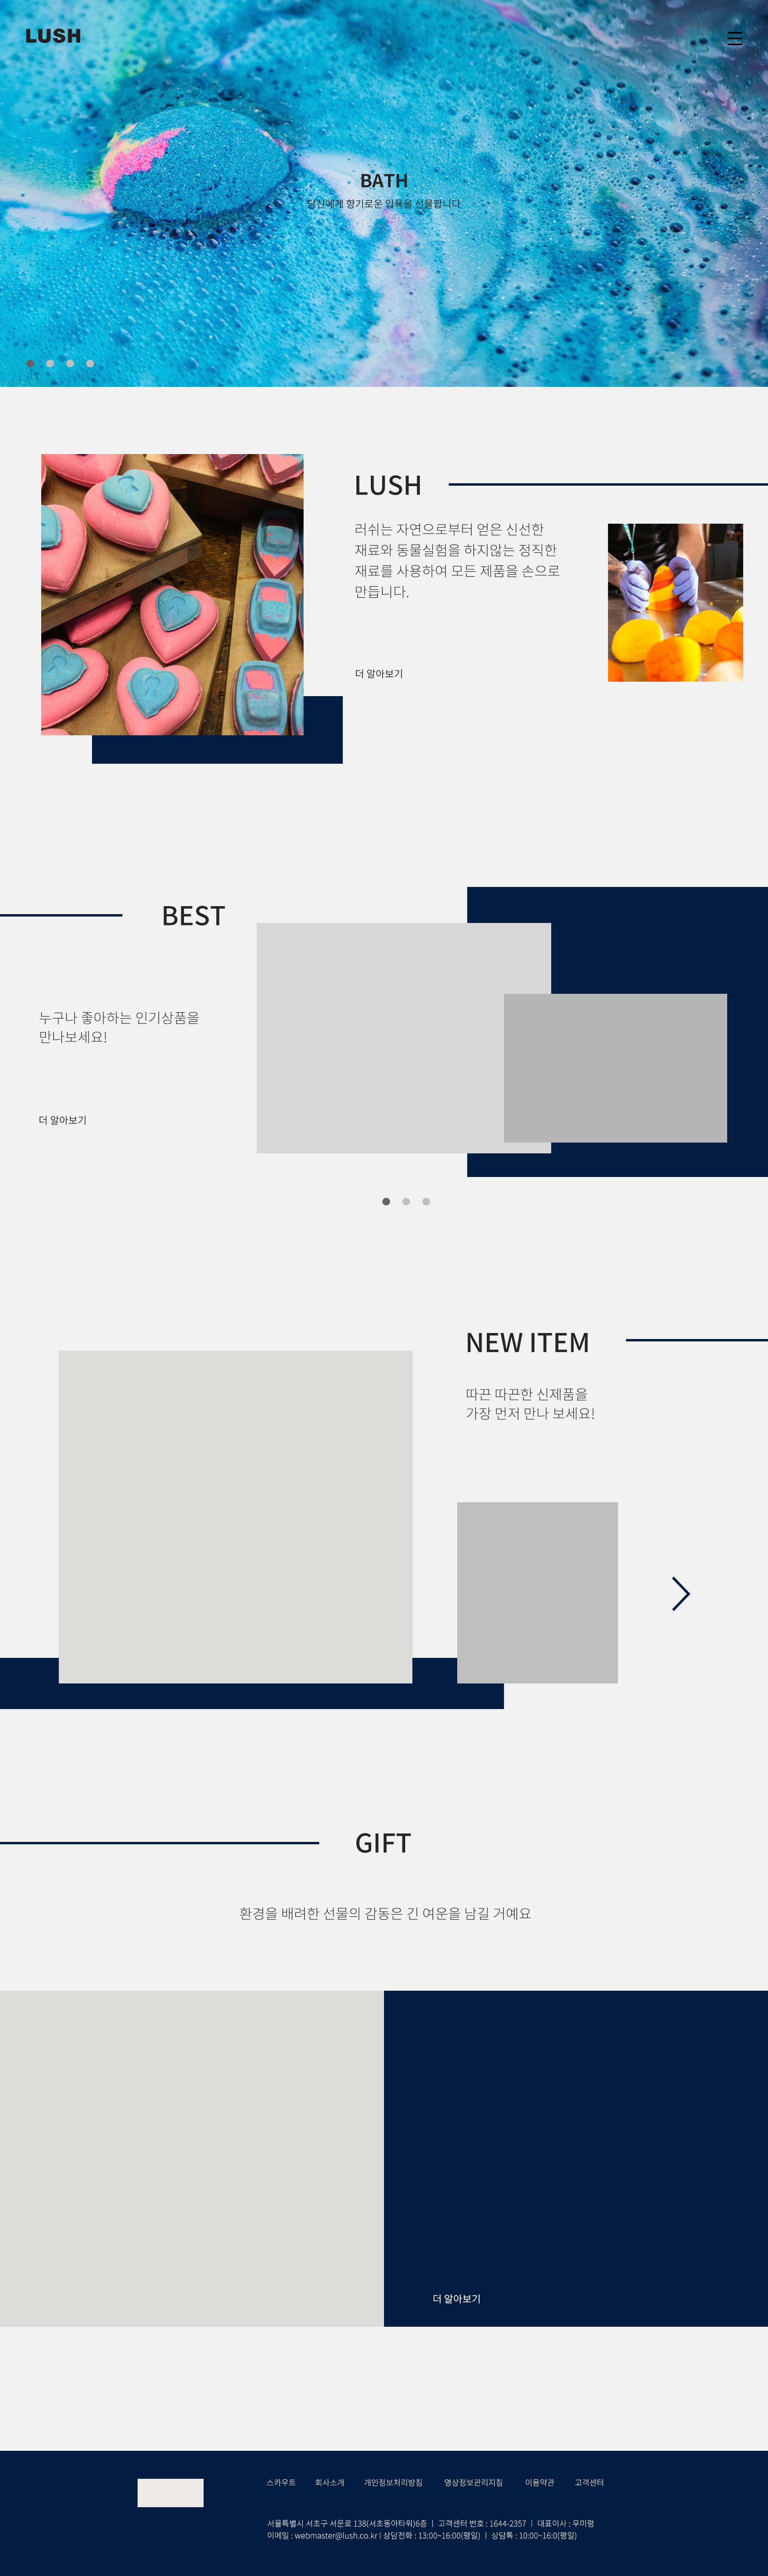 LUSH
BATH
당신에게 향기로운 입욕을 선물합니다
LUSH
러쉬는 자연으로부터 얻은 신선한
재료와 동물실험을 하지않는 정직한
재료를 사용하여 모든 제품을 손으로
만듭니다.
더 알아보기
BEST
누구나 좋아하는 인기상품을
만나보세요!
더 알아보기
NEW ITEM
따끈 따끈한 신제품을
가장 먼저 만나 보세요!
GIFT
환경을 배려한 선물의 감동은 긴 여운을 남길 거예요
더 알아보기
스카우트 회사소개 개인정보처리방침 영상정보관리지침 이용약관 고객센터
서울특별시 서초구 서운로 138(서초동아타워)6층 | 고객센터 번호 : 1644-2357 | 대표이사 : 우미령
이메일 : webmaster@lush.co.kr | 상담전화 : 13:00~16:00(평일) | 상담톡 : 10:00~16:0(평일)